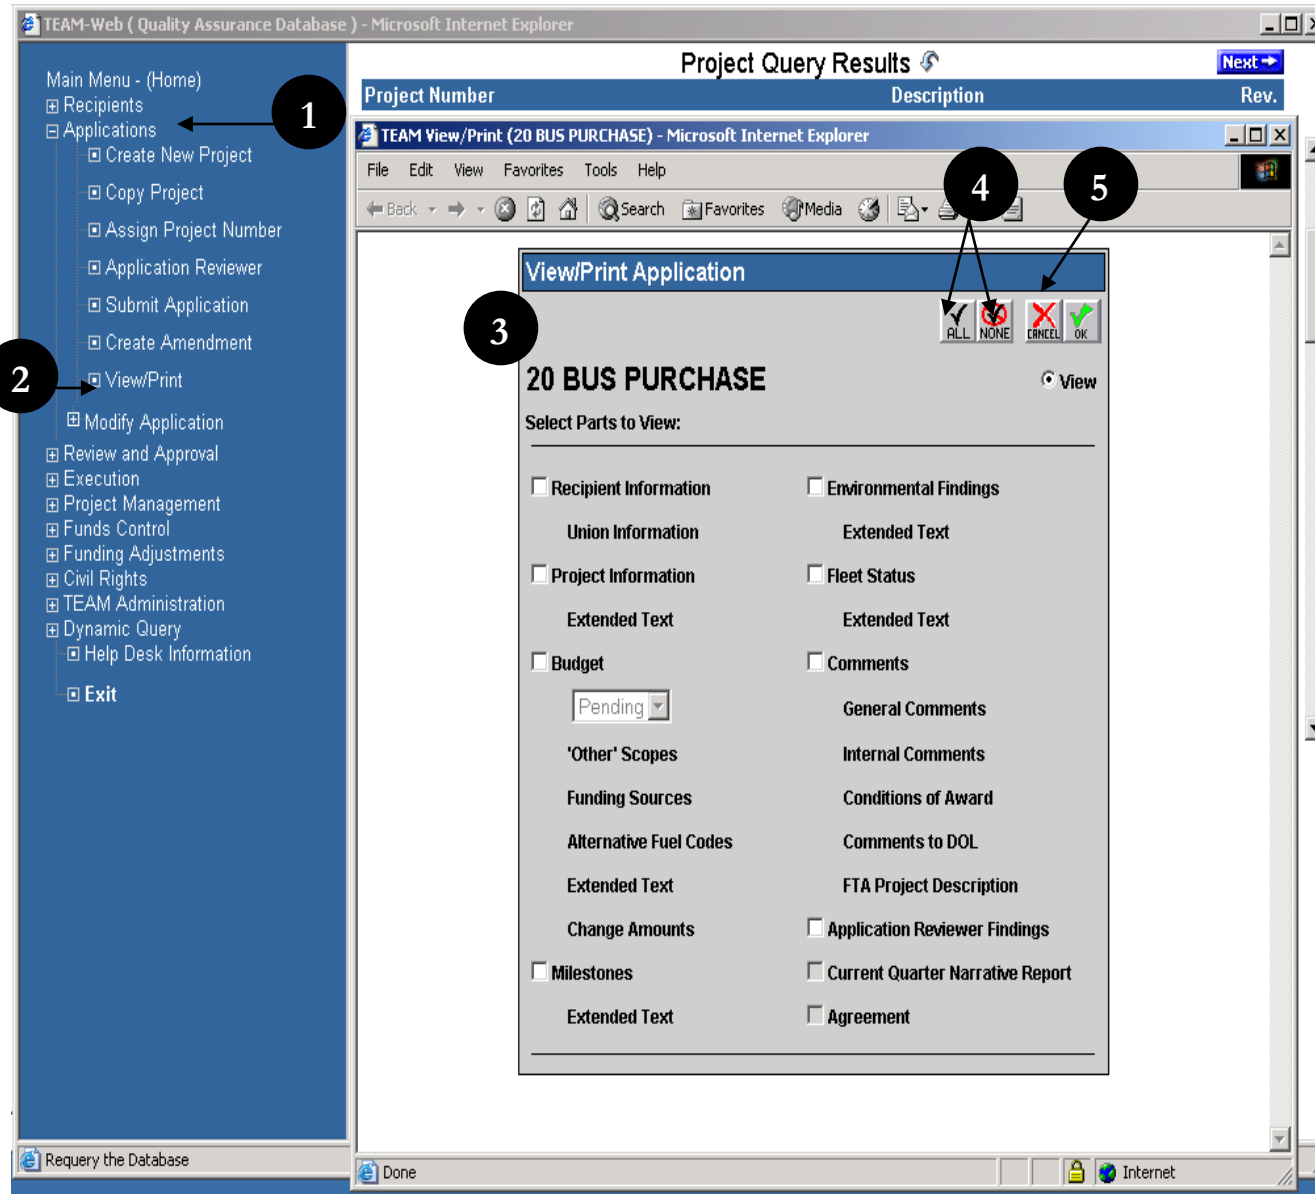 TEAM-Web ( Quality Assurance Database ) - Microsoft Internet Explorer
Main Menu - (Home)
Recipients
Applications
Create New Project
Copy Project
Assign Project Number
Application Reviewer
Submit Application
Create Amendment
View/Print
Modify Application
Review and Approval
Execution
Project Management
Funds Control
Funding Adjustments
Civil Rights
TEAM Administration
Dynamic Query
Help Desk Information
Exit
1
2
Project Query Results
Next
Project Number Description Rev.
TEAM View/Print (20 BUS PURCHASE) - Microsoft Internet Explorer
File Edit View Favorites Tools Help
Back Search Favorites Media
4 5
View/Print Application
3
ALL NONE CANCEL OK
20 BUS PURCHASE View
Select Parts to View:
Recipient Information
Union Information
Project Information
Extended Text
Budget
Pending
'Other' Scopes
Funding Sources
Alternative Fuel Codes
Extended Text
Change Amounts
Milestones
Extended Text
Environmental Findings
Extended Text
Fleet Status
Extended Text
Comments
General Comments
Internal Comments
Conditions of Award
Comments to DOL
FTA Project Description
Application Reviewer Findings
Current Quarter Narrative Report
Agreement
Requery the Database
Done Internet